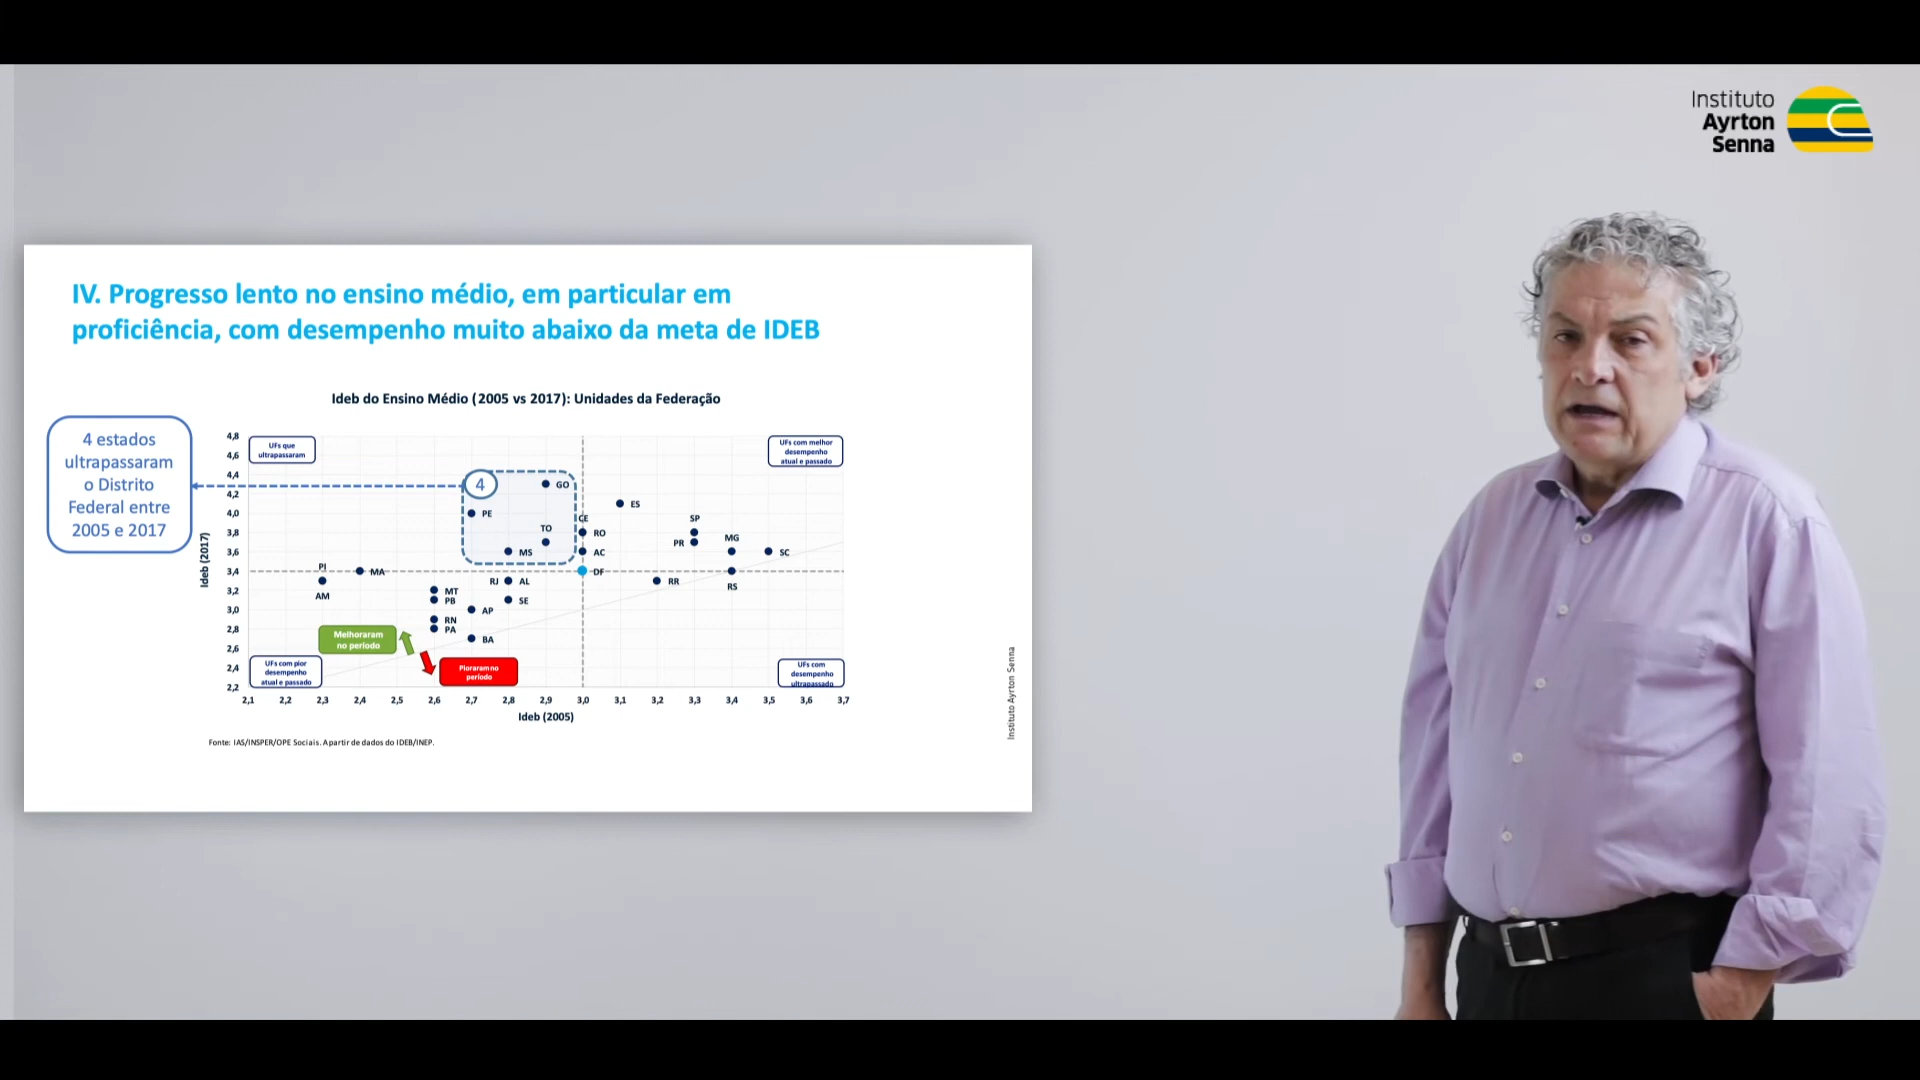 Instituto
Ayrton
Senna
IV. Progresso lento no ensino médio, em particular em
proficiência, com desempenho muito abaixo da meta de IDEB
Ideb do Ensino Médio (2005 vs 2017): Unidades da Federação
4 estados
ultrapassaram
o Distrito
Federal entre
2005 e 2017
4,8
4,6
4,4
4,2
4,0
3,8
3,6
3,4
3,2
3,0
2,8
2,6
2,4
2,2
Ideb (2017)
UFs que
ultrapassaram
UFs com melhor
desempenho
atual e passado
4
GO
PE
ES
CE
SP
TO
RO
PR
MG
MS
AC
SC
PI
MA
DF
RJ
AL
RR
RS
AM
MT
PB
SE
AP
RN
PA
BA
Melhoraram
no período
Pioraram no
período
UFs com pior
desempenho
atual e passado
UFs com
desempenho
ultrapassado
2,1 2,2 2,3 2,4 2,5 2,6 2,7 2,8 2,9 3,0 3,1 3,2 3,3 3,4 3,5 3,6 3,7
Ideb (2005)
Fonte: IAS/INSPER/OPE Sociais. A partir de dados do IDEB/INEP.
Instituto Ayrton Senna